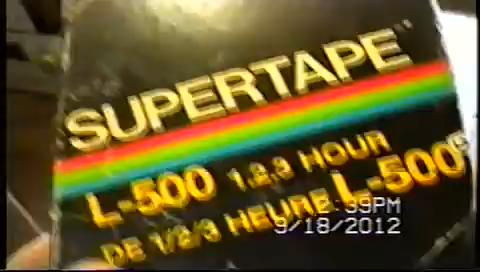 SUPERTAPE
L-500 1,2,3 HOUR
DE 1/2/3 HEURE L-500
:39PM
9/18/2012